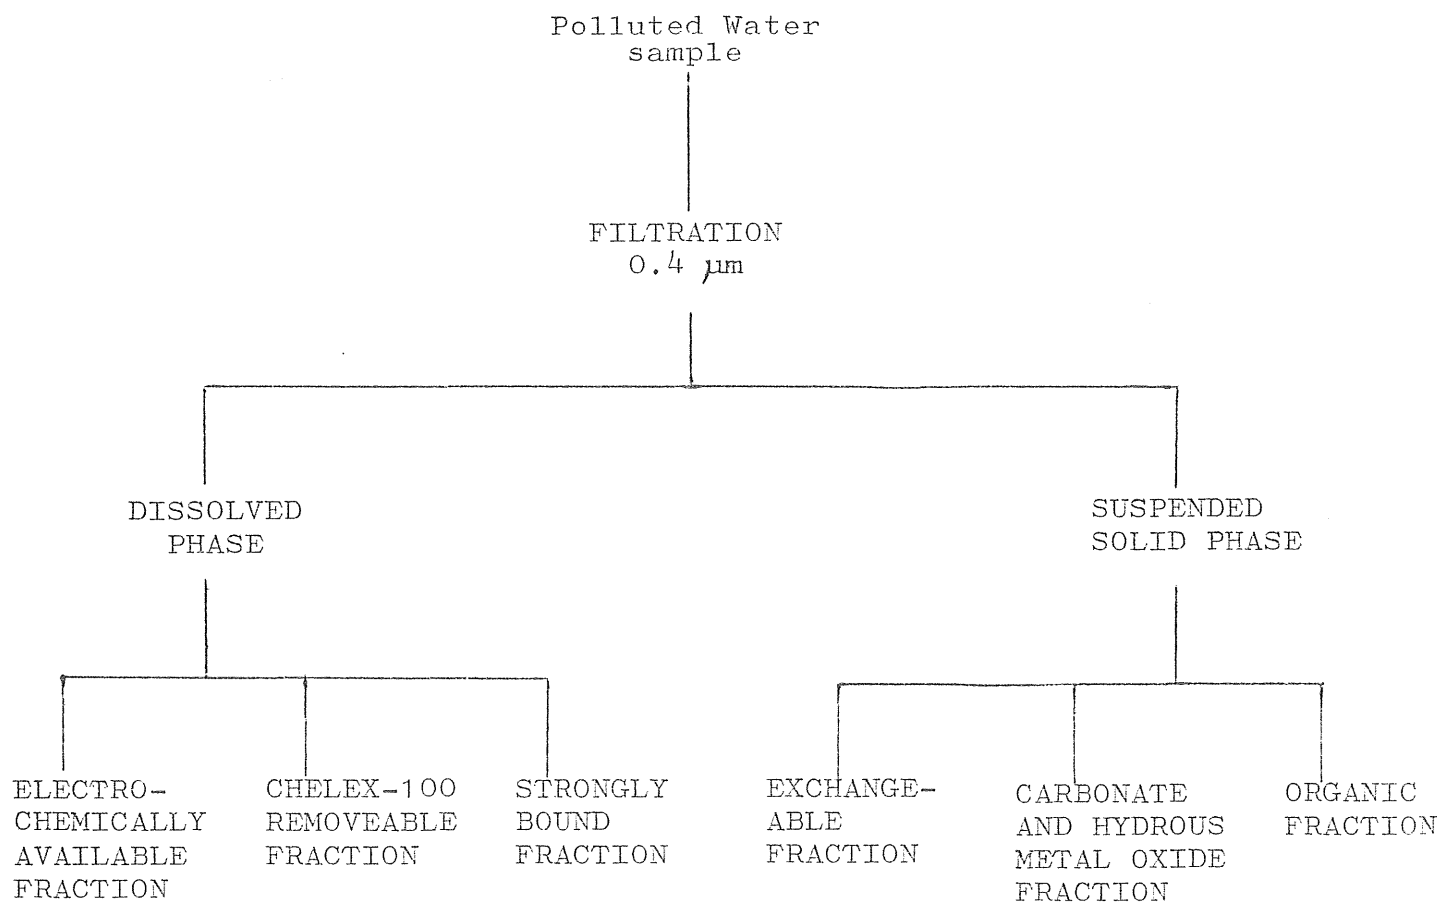 Polluted Water
sample
FILTRATION
0.4 μm
DISSOLVED
PHASE
SUSPENDED
SOLID PHASE
ELECTRO-
CHEMICALLY
AVAILABLE
FRACTION
CHELEX-100
REMOVEABLE
FRACTION
STRONGLY
BOUND
FRACTION
EXCHANGE-
ABLE
FRACTION
CARBONATE
AND HYDROUS
METAL OXIDE
FRACTION
ORGANIC
FRACTION